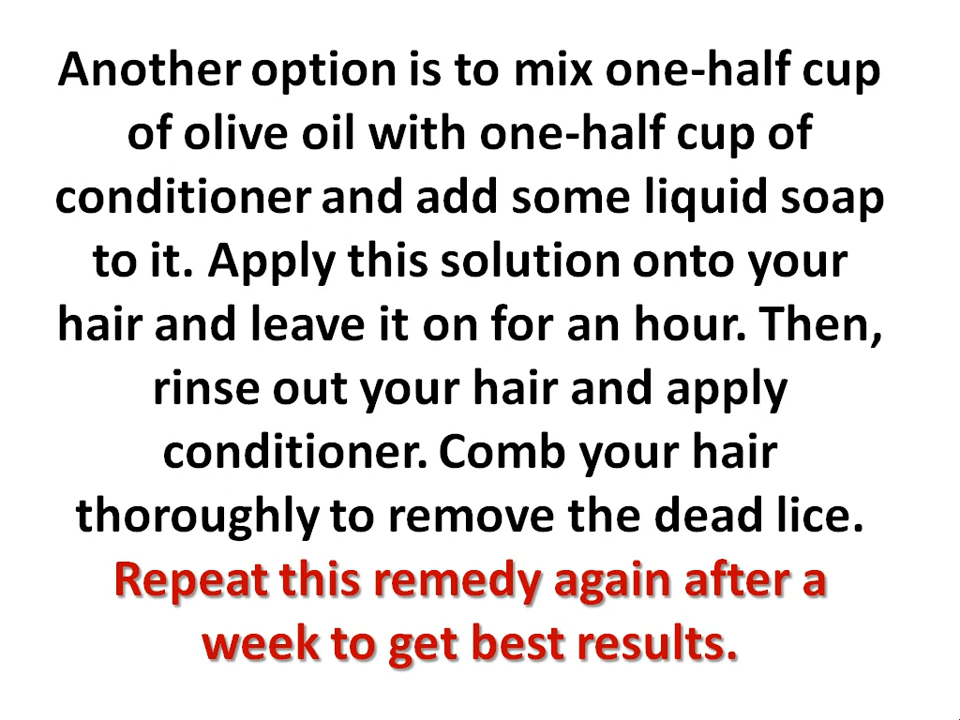 Another option is to mix one-half cup
of olive oil with one-half cup of
conditioner and add some liquid soap
to it. Apply this solution onto your
hair and leave it on for an hour. Then,
rinse out your hair and apply
conditioner. Comb your hair
thoroughly to remove the dead lice.
Repeat this remedy again after a
week to get best results.